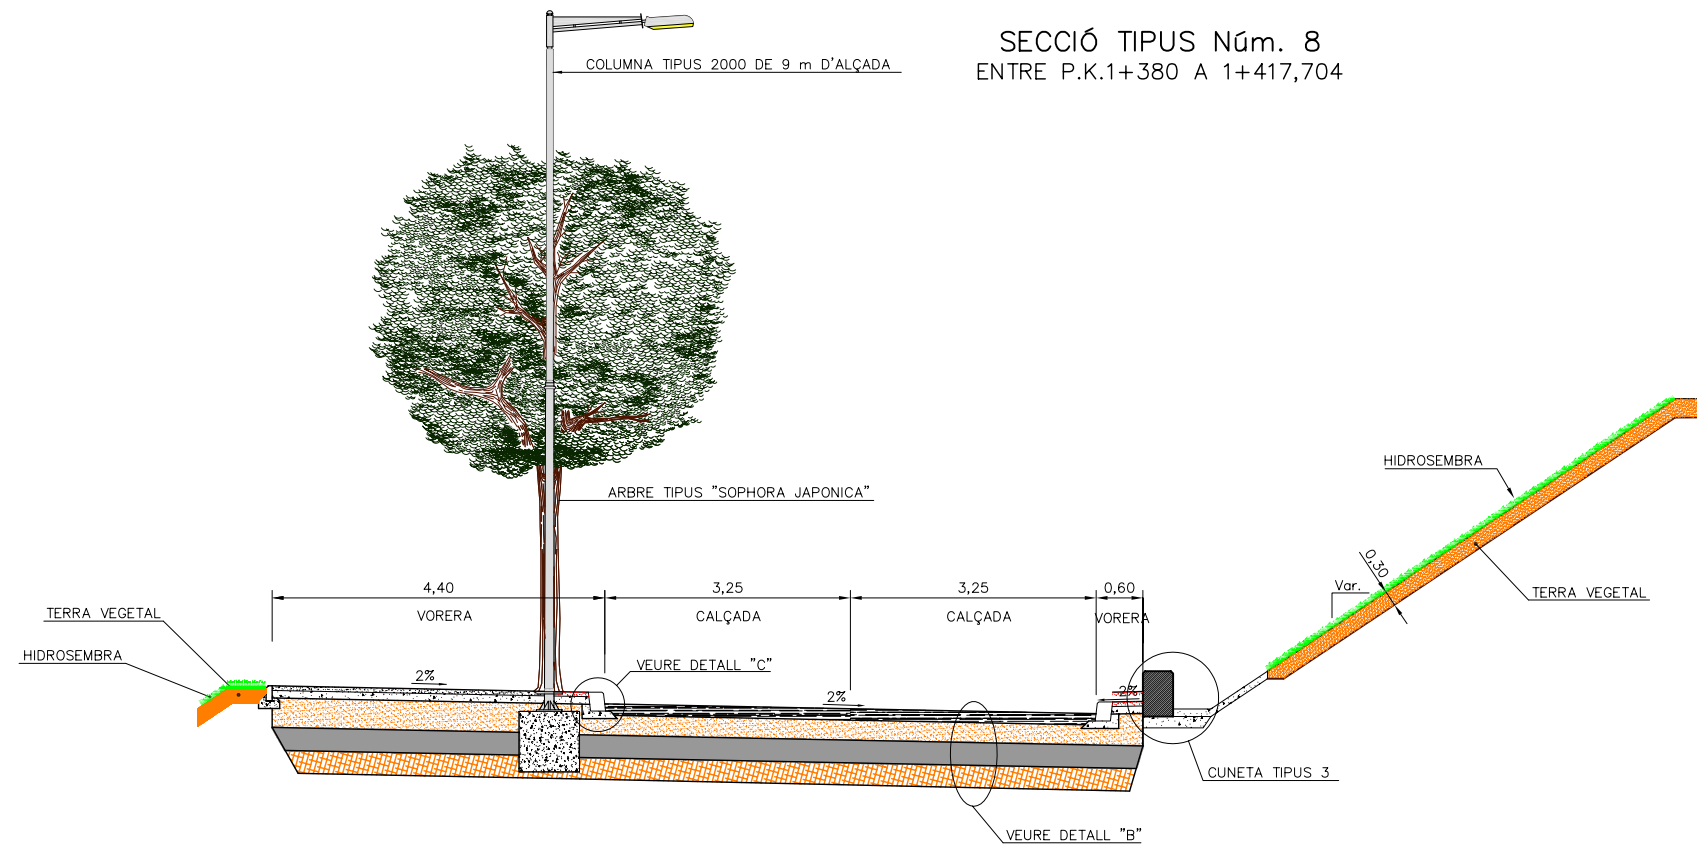 SECCIÓ TIPUS Núm. 8
ENTRE P.K.1+380 A 1+417,704
COLUMNA TIPUS 2000 DE 9 m D'ALÇADA
HIDROSEMBRA
ARBRE TIPUS "SOPHORA JAPONICA"
0,30
Var.
TERRA VEGETAL
4,40
3,25
3,25
0,60
VORERA
CALÇADA
CALÇADA
VORERA
TERRA VEGETAL
HIDROSEMBRA
VEURE DETALL "C"
2%
2%
2%
CUNETA TIPUS 3
VEURE DETALL "B"